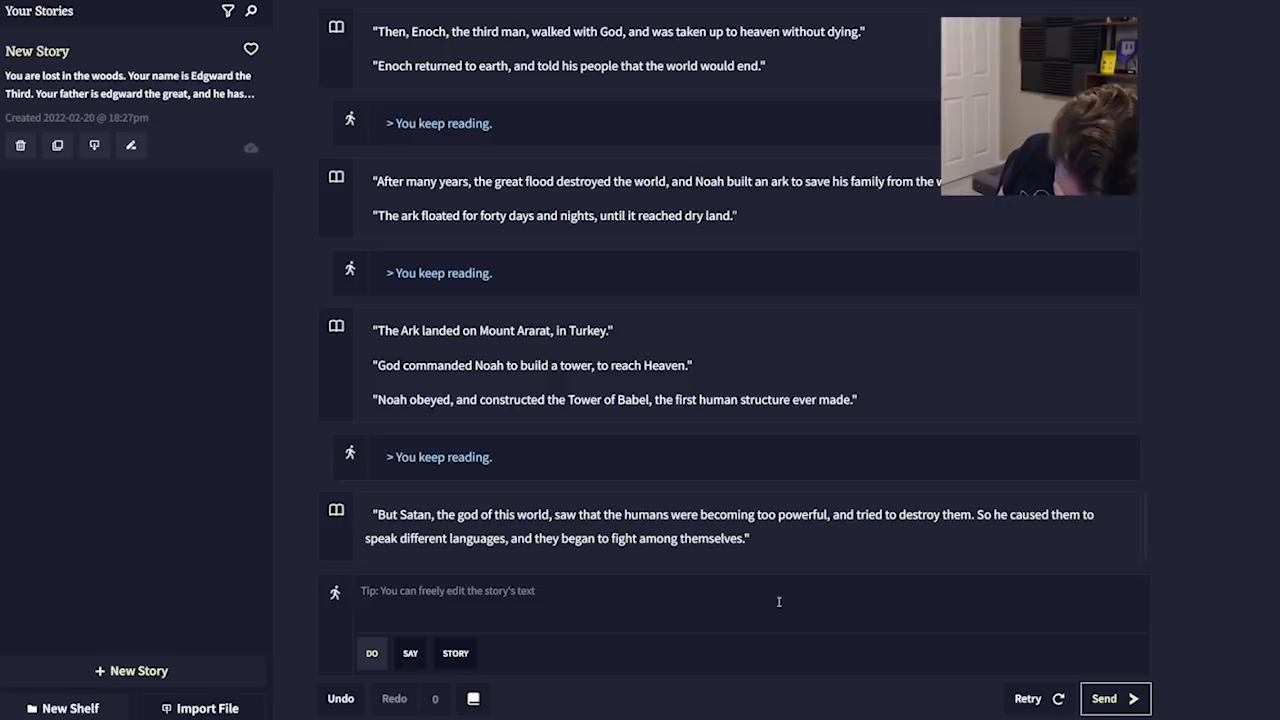 Your Stories
New Story
You are lost in the woods. Your name is Edgward the
Third. Your father is edgward the great, and he has...
Created 2022-02-20 @ 18:27pm
+ New Story
New Shelf
Import File
"Then, Enoch, the third man, walked with God, and was taken up to heaven without dying."
"Enoch returned to earth, and told his people that the world would end."
> You keep reading.
"After many years, the great flood destroyed the world, and Noah built an ark to save his family from the
"The ark floated for forty days and nights, until it reached dry land."
> You keep reading.
"The Ark landed on Mount Ararat, in Turkey."
"God commanded Noah to build a tower, to reach Heaven."
"Noah obeyed, and constructed the Tower of Babel, the first human structure ever made."
> You keep reading.
"But Satan, the god of this world, saw that the humans were becoming too powerful, and tried to destroy them. So he caused them to
speak different languages, and they began to fight among themselves."
Tip: You can freely edit the story's text
DO SAY STORY
Undo Redo 0 Retry Send